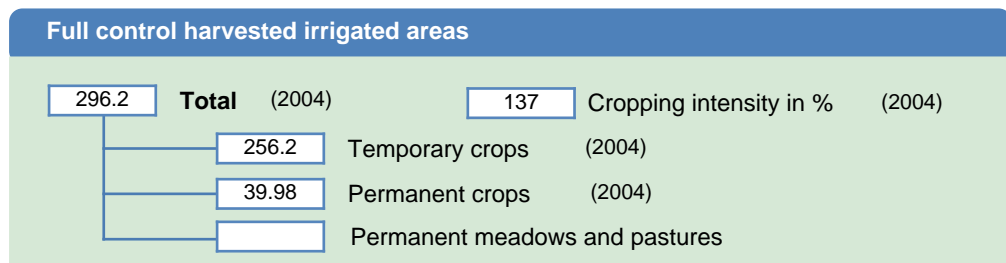 Full control harvested irrigated areas
296.2 Total (2004) 137 Cropping intensity in % (2004)
256.2 Temporary crops (2004)
39.98 Permanent crops (2004)
Permanent meadows and pastures